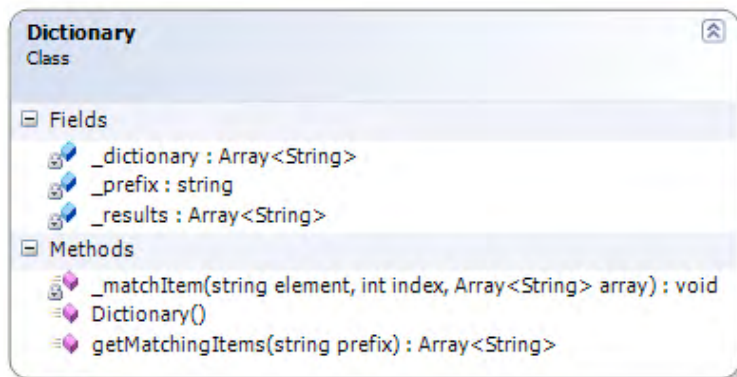 Dictionary
Class
Fields
_dictionary : Array<String>
_prefix : string
_results : Array<String>
Methods
_matchItem(string element, int index, Array<String> array) : void
Dictionary()
getMatchingItems(string prefix) : Array<String>